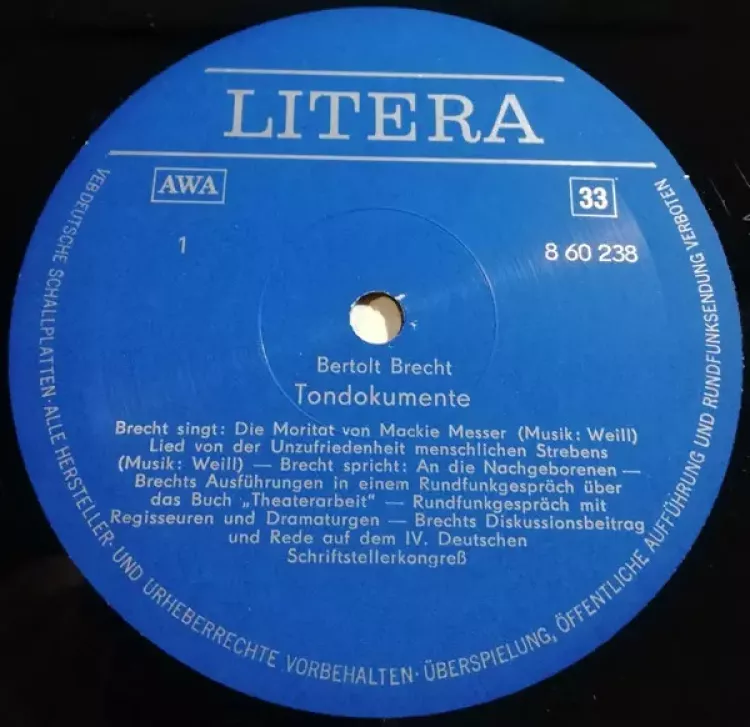 LITERA
AWA
33
1
8 60 238
Bertolt Brecht
Tondokumente
Brecht singt: Die Moritat von Mackie Messer (Musik: Weill)
Lied von der Unzufriedenheit menschlichen Strebens
(Musik: Weill) — Brecht spricht: An die Nachgeborenen —
Brechts Ausführungen in einem Rundfunkgespräch über
das Buch „Theaterarbeit" — Rundfunkgespräch mit
Regisseuren und Dramaturgen — Brechts Diskussionsbeitrag
und Rede auf dem IV. Deutschen
Schriftstellerkongreß
VEB DEUTSCHE SCHALLPLATTEN · ALLE HERSTELLER- UND URHEBERRECHTE VORBEHALTEN · ÜBERSPIELUNG, ÖFFENTLICHE AUFFÜHRUNG UND RUNDFUNKSENDUNG VERBOTEN